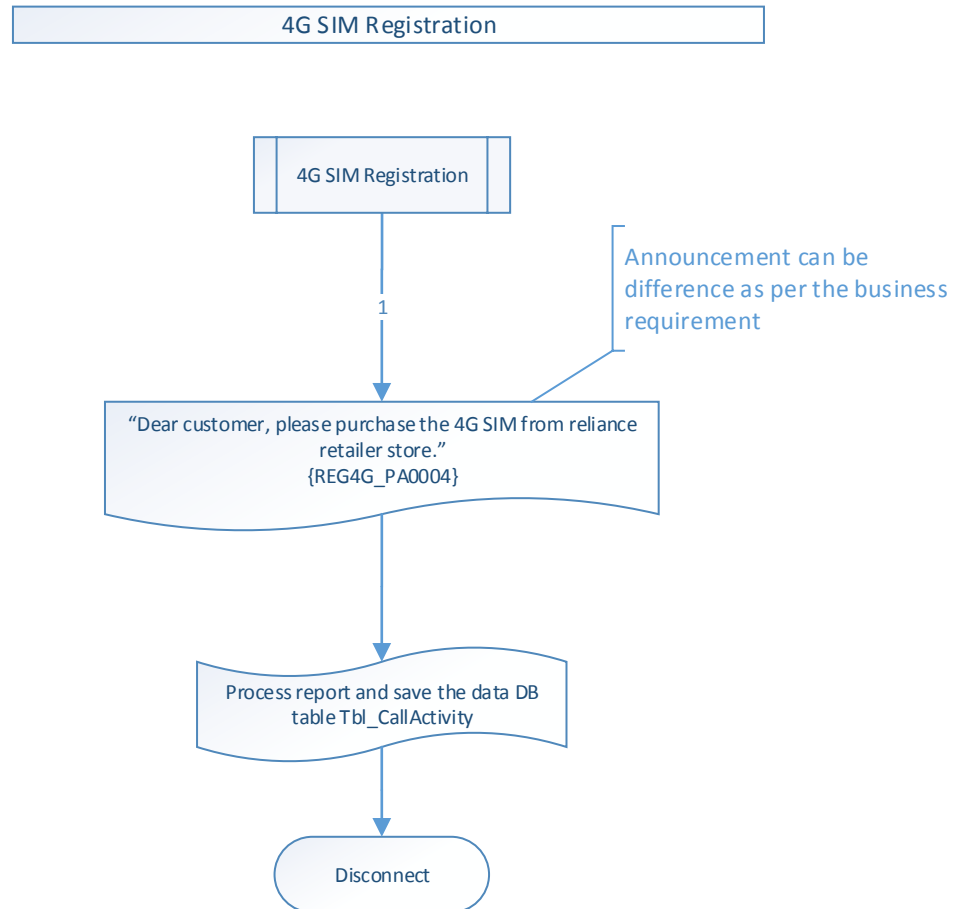 4G SIM Registration
4G SIM Registration
1
Announcement can be
difference as per the business
requirement
“Dear customer, please purchase the 4G SIM from reliance
retailer store.”
{REG4G_PA0004}
Process report and save the data DB
table Tbl_CallActivity
Disconnect